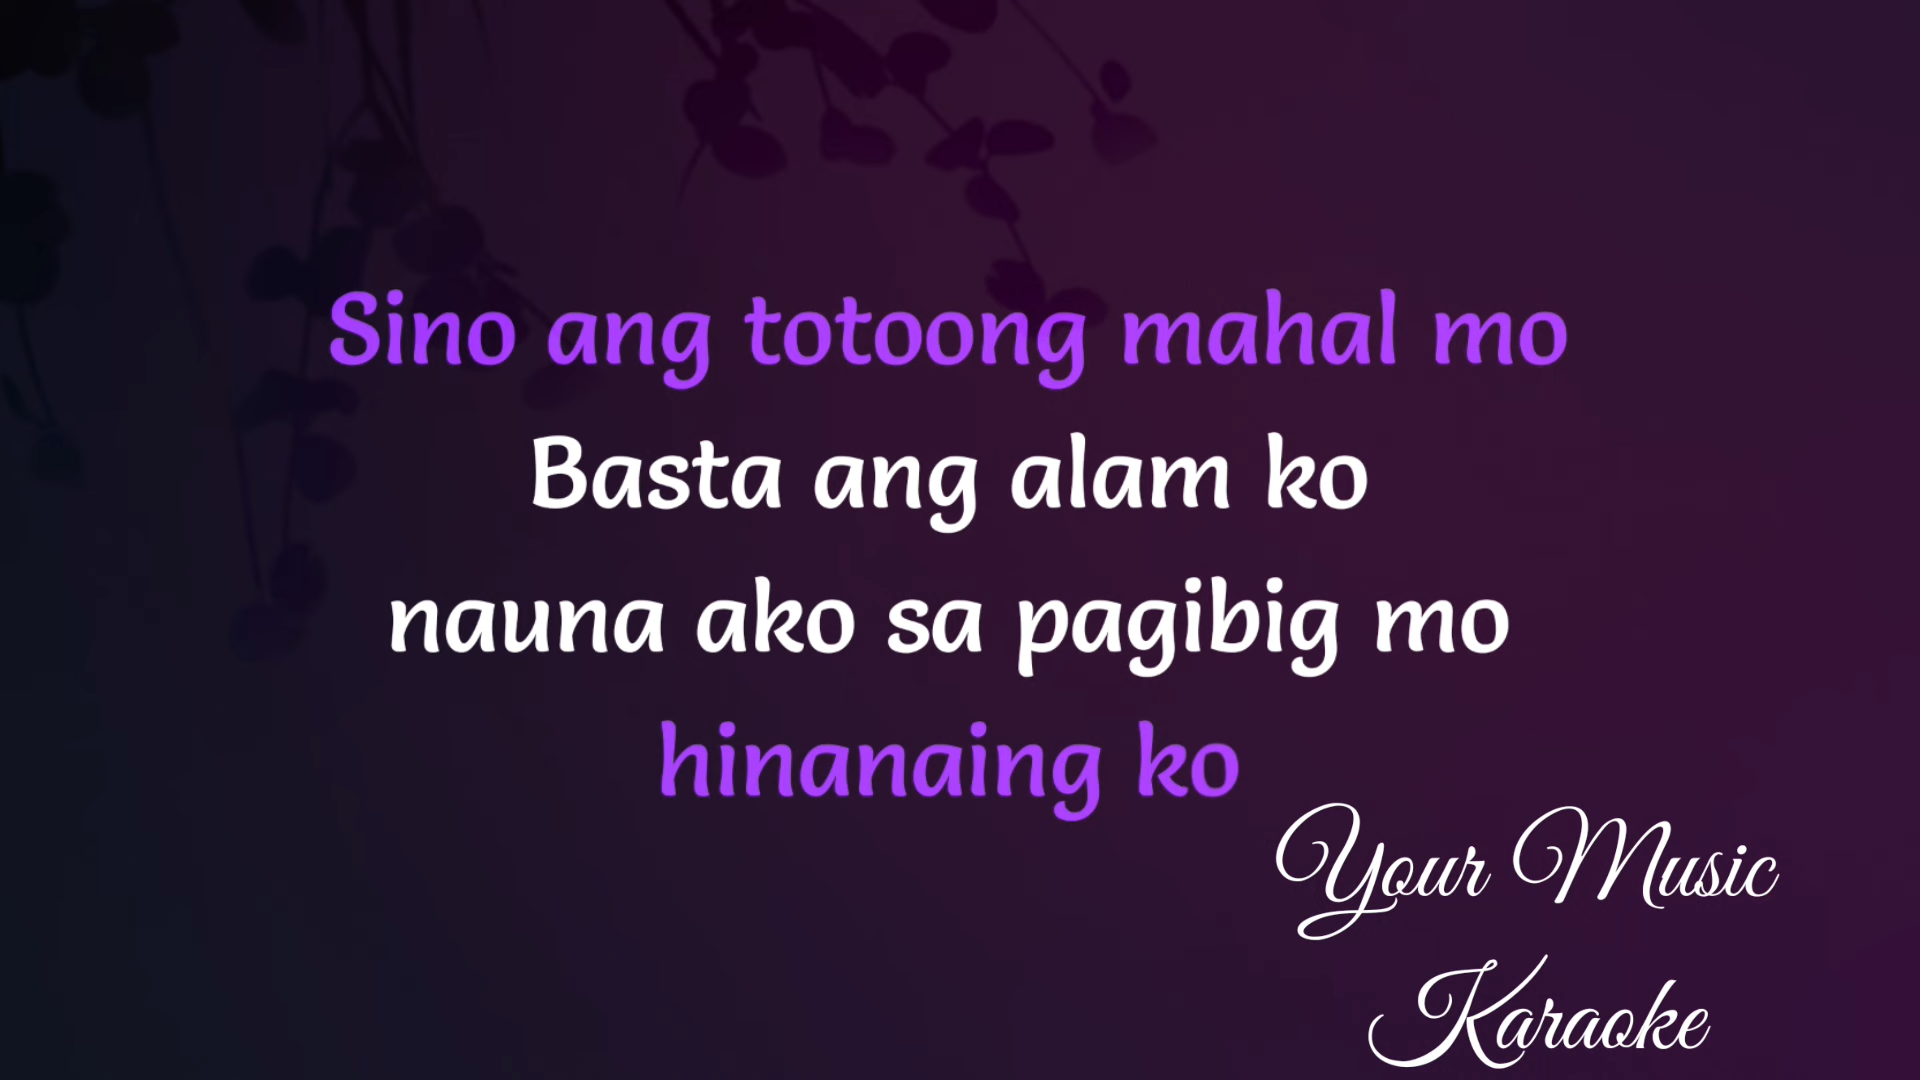 Sino ang totoong mahal mo
Basta ang alam ko
nauna ako sa pagibig mo
hinanaing ko
Your Music
Karaoke